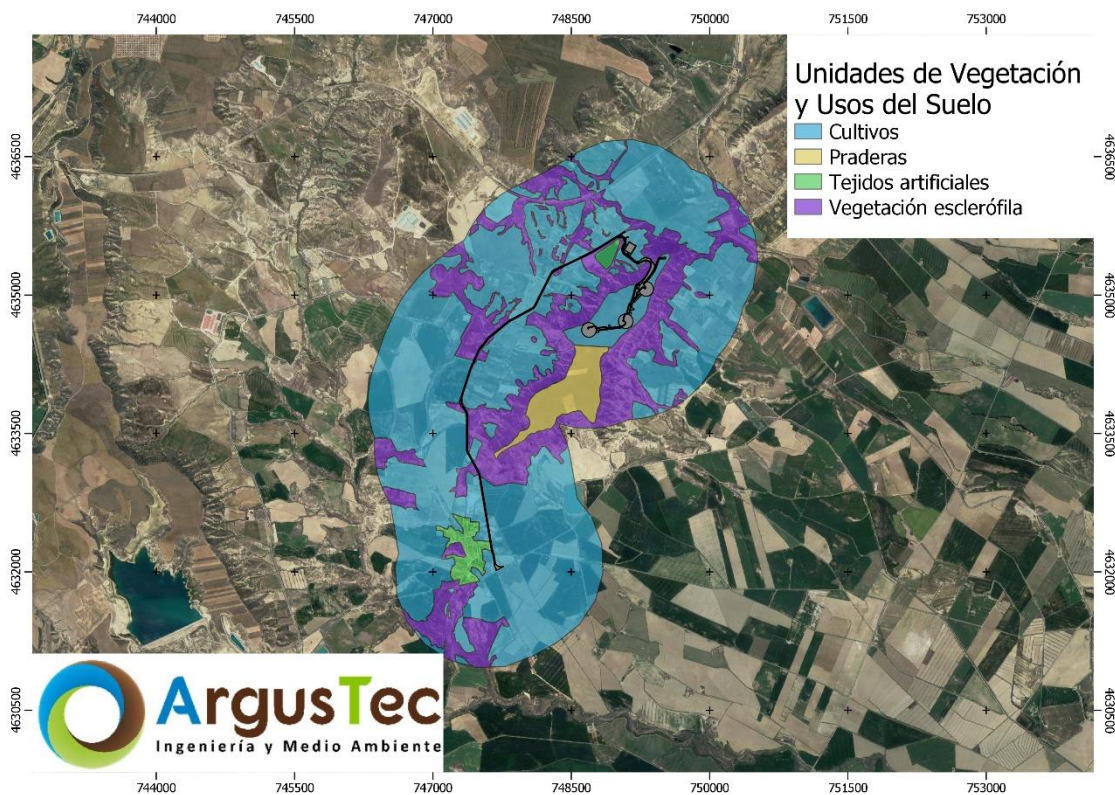 744000 745500 747000 748500 750000 751500 753000
4636500 4636500
4635000 4635000
4633500 4633500
4632000 4632000
4630500 4630500
744000 745500 747000 748500 750000 751500 753000
Unidades de Vegetación
y Usos del Suelo
Cultivos
Praderas
Tejidos artificiales
Vegetación esclerófila
ArgusTec
Ingeniería y Medio Ambiente